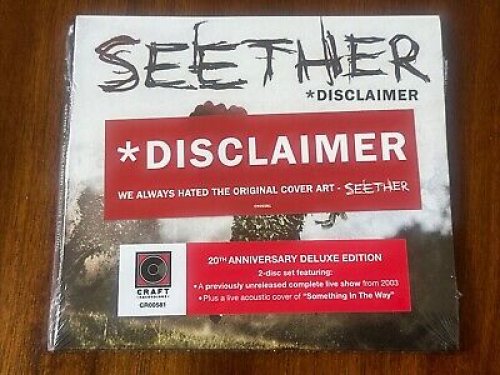 SEETHER
*DISCLAIMER
*DISCLAIMER
WE ALWAYS HATED THE ORIGINAL COVER ART - SEETHER
20TH ANNIVERSARY DELUXE EDITION
2-disc set featuring:
• A previously unreleased complete live show from 2003
• Plus a live acoustic cover of "Something In The Way"
CRAFT
RECORDINGS
CR00581